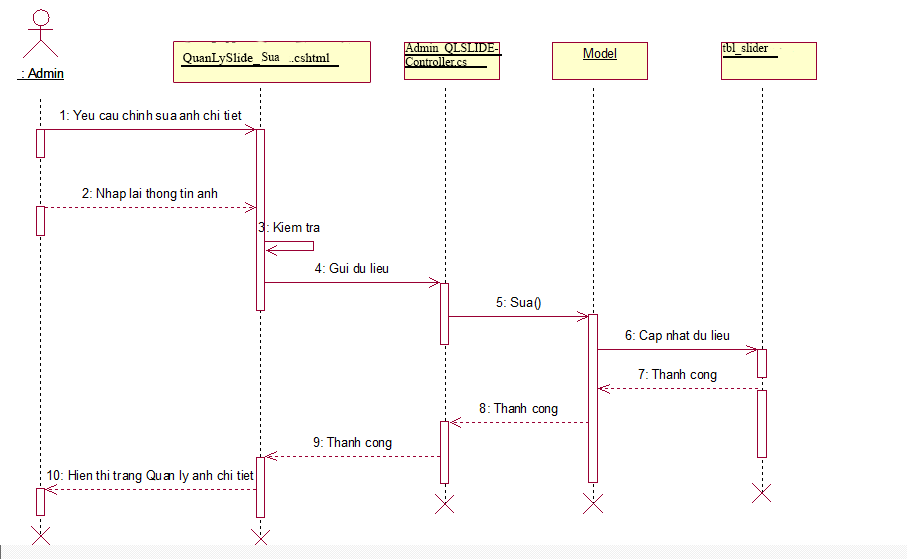 : Admin
QuanLySlide_Sua ..cshtml
Admin_QLSLIDE-
Controller.cs
Model
tbl_slider
1: Yeu cau chinh sua anh chi tiet
2: Nhap lai thong tin anh
3: Kiem tra
4: Gui du lieu
5: Sua()
6: Cap nhat du lieu
7: Thanh cong
8: Thanh cong
9: Thanh cong
10: Hien thi trang Quan ly anh chi tiet